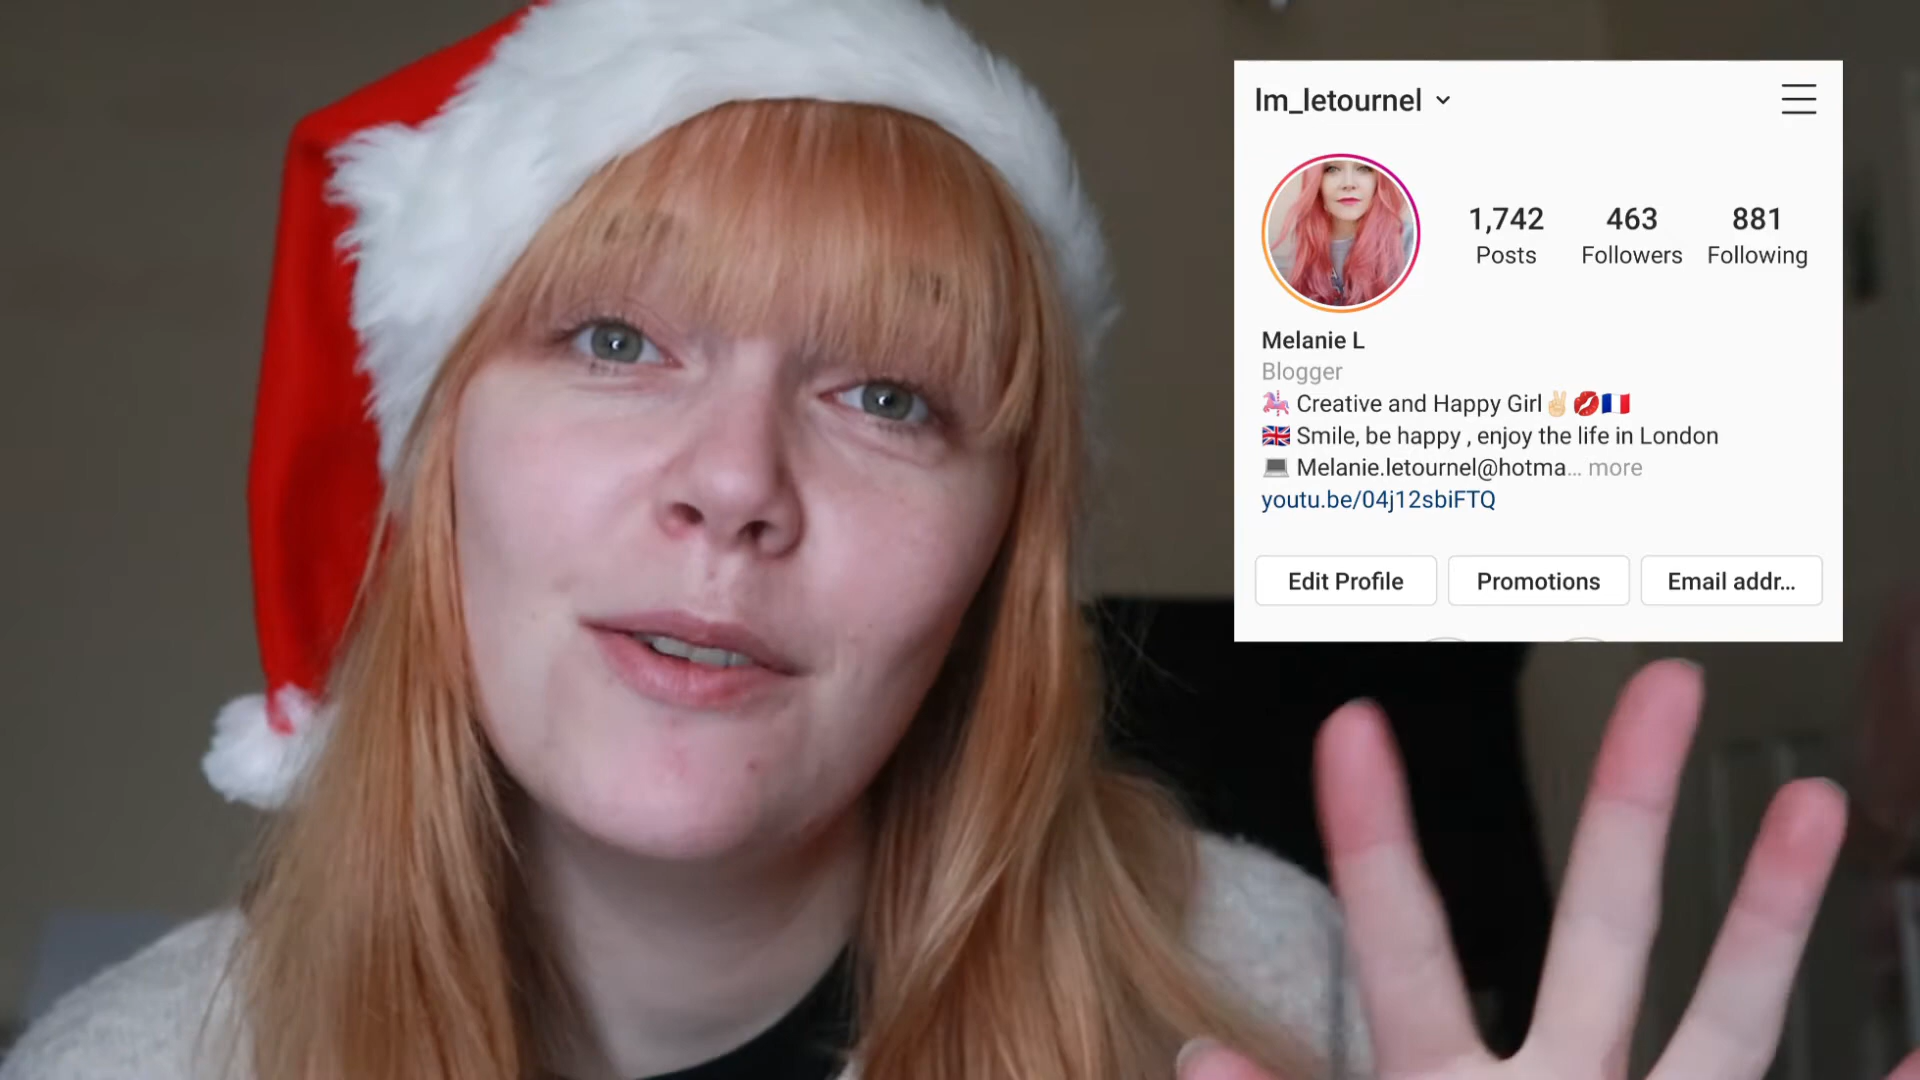 lm_letournel
1,742 463 881
Posts Followers Following
Melanie L
Blogger
🎠 Creative and Happy Girl✌🏼💋🇫🇷
🇬🇧 Smile, be happy , enjoy the life in London
💻 Melanie.letournel@hotma... more
youtu.be/04j12sbiFTQ
Edit Profile Promotions Email addr...